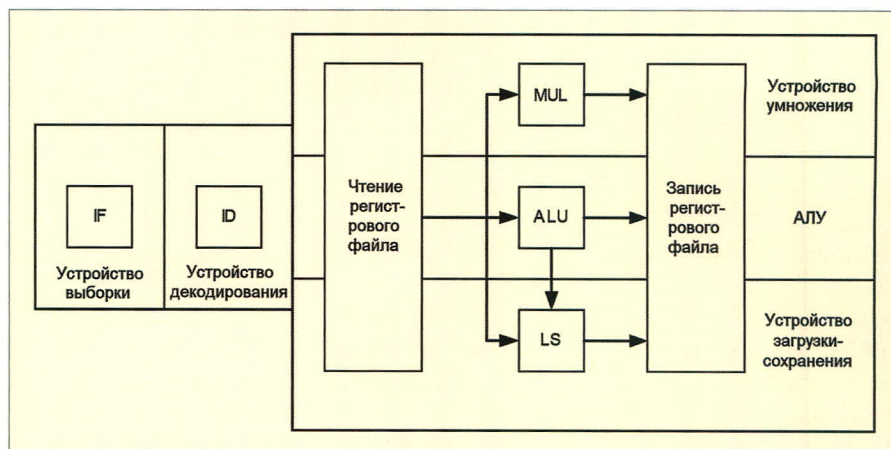 IF
Устройство
выборки
ID
Устройство
декодирования
Чтение
регист-
рового
файла
MUL
ALU
LS
Запись
регист-
рового
файла
Устройство
умножения
АЛУ
Устройство
загрузки-
сохранения